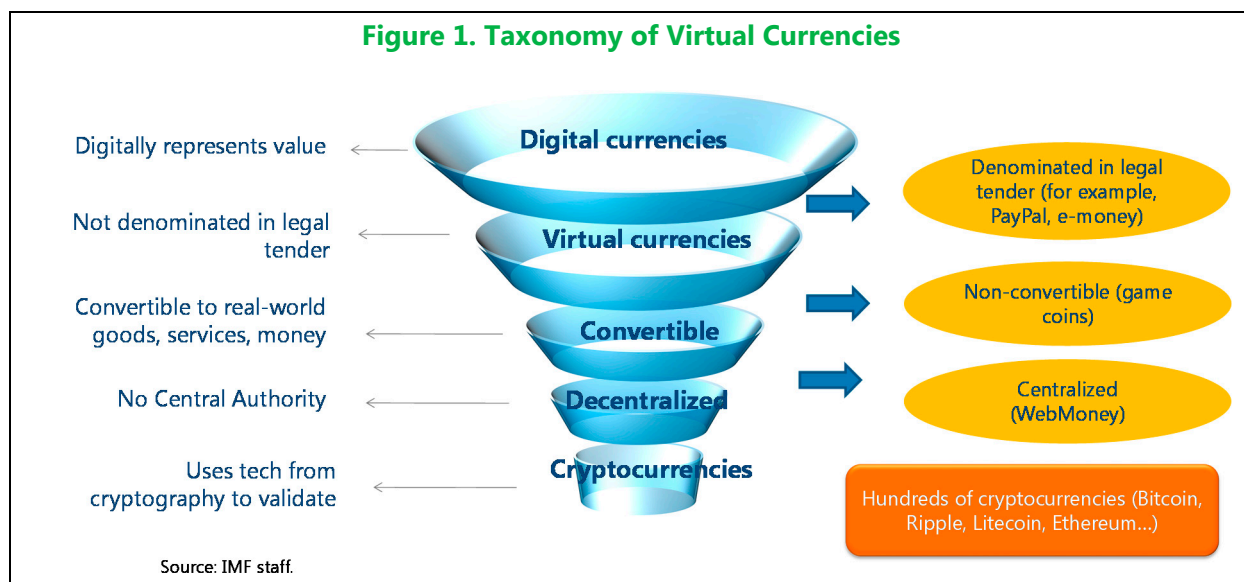 Figure 1. Taxonomy of Virtual Currencies
Digital currencies
Digitally represents value
Denominated in legal
tender (for example,
PayPal, e-money)
Not denominated in legal
tender
Virtual currencies
Non-convertible (game
coins)
Convertible to real-world
goods, services, money
Convertible
Centralized
(WebMoney)
No Central Authority
Decentralized
Uses tech from
cryptography to validate
Cryptocurrencies
Hundreds of cryptocurrencies (Bitcoin,
Ripple, Litecoin, Ethereum...)
Source: IMF staff.